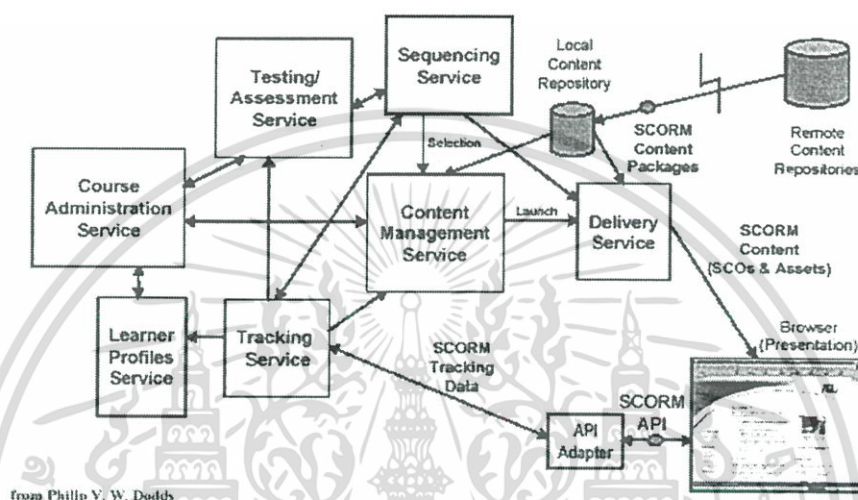 Sequencing
Service
Local
Content
Repository
Testing/
Assessment
Service
Selection
SCORM
Content
Packages
Remote
Content
Repositories
Course
Administration
Service
Content
Management
Service
Launch
Delivery
Service
SCORM
Content
(SCOs & Assets)
Learner
Profiles
Service
Tracking
Service
SCORM
Tracking
Data
Browser
(Presentation)
API
Adapter
SCORM
API
from Philip V. W. Dodds